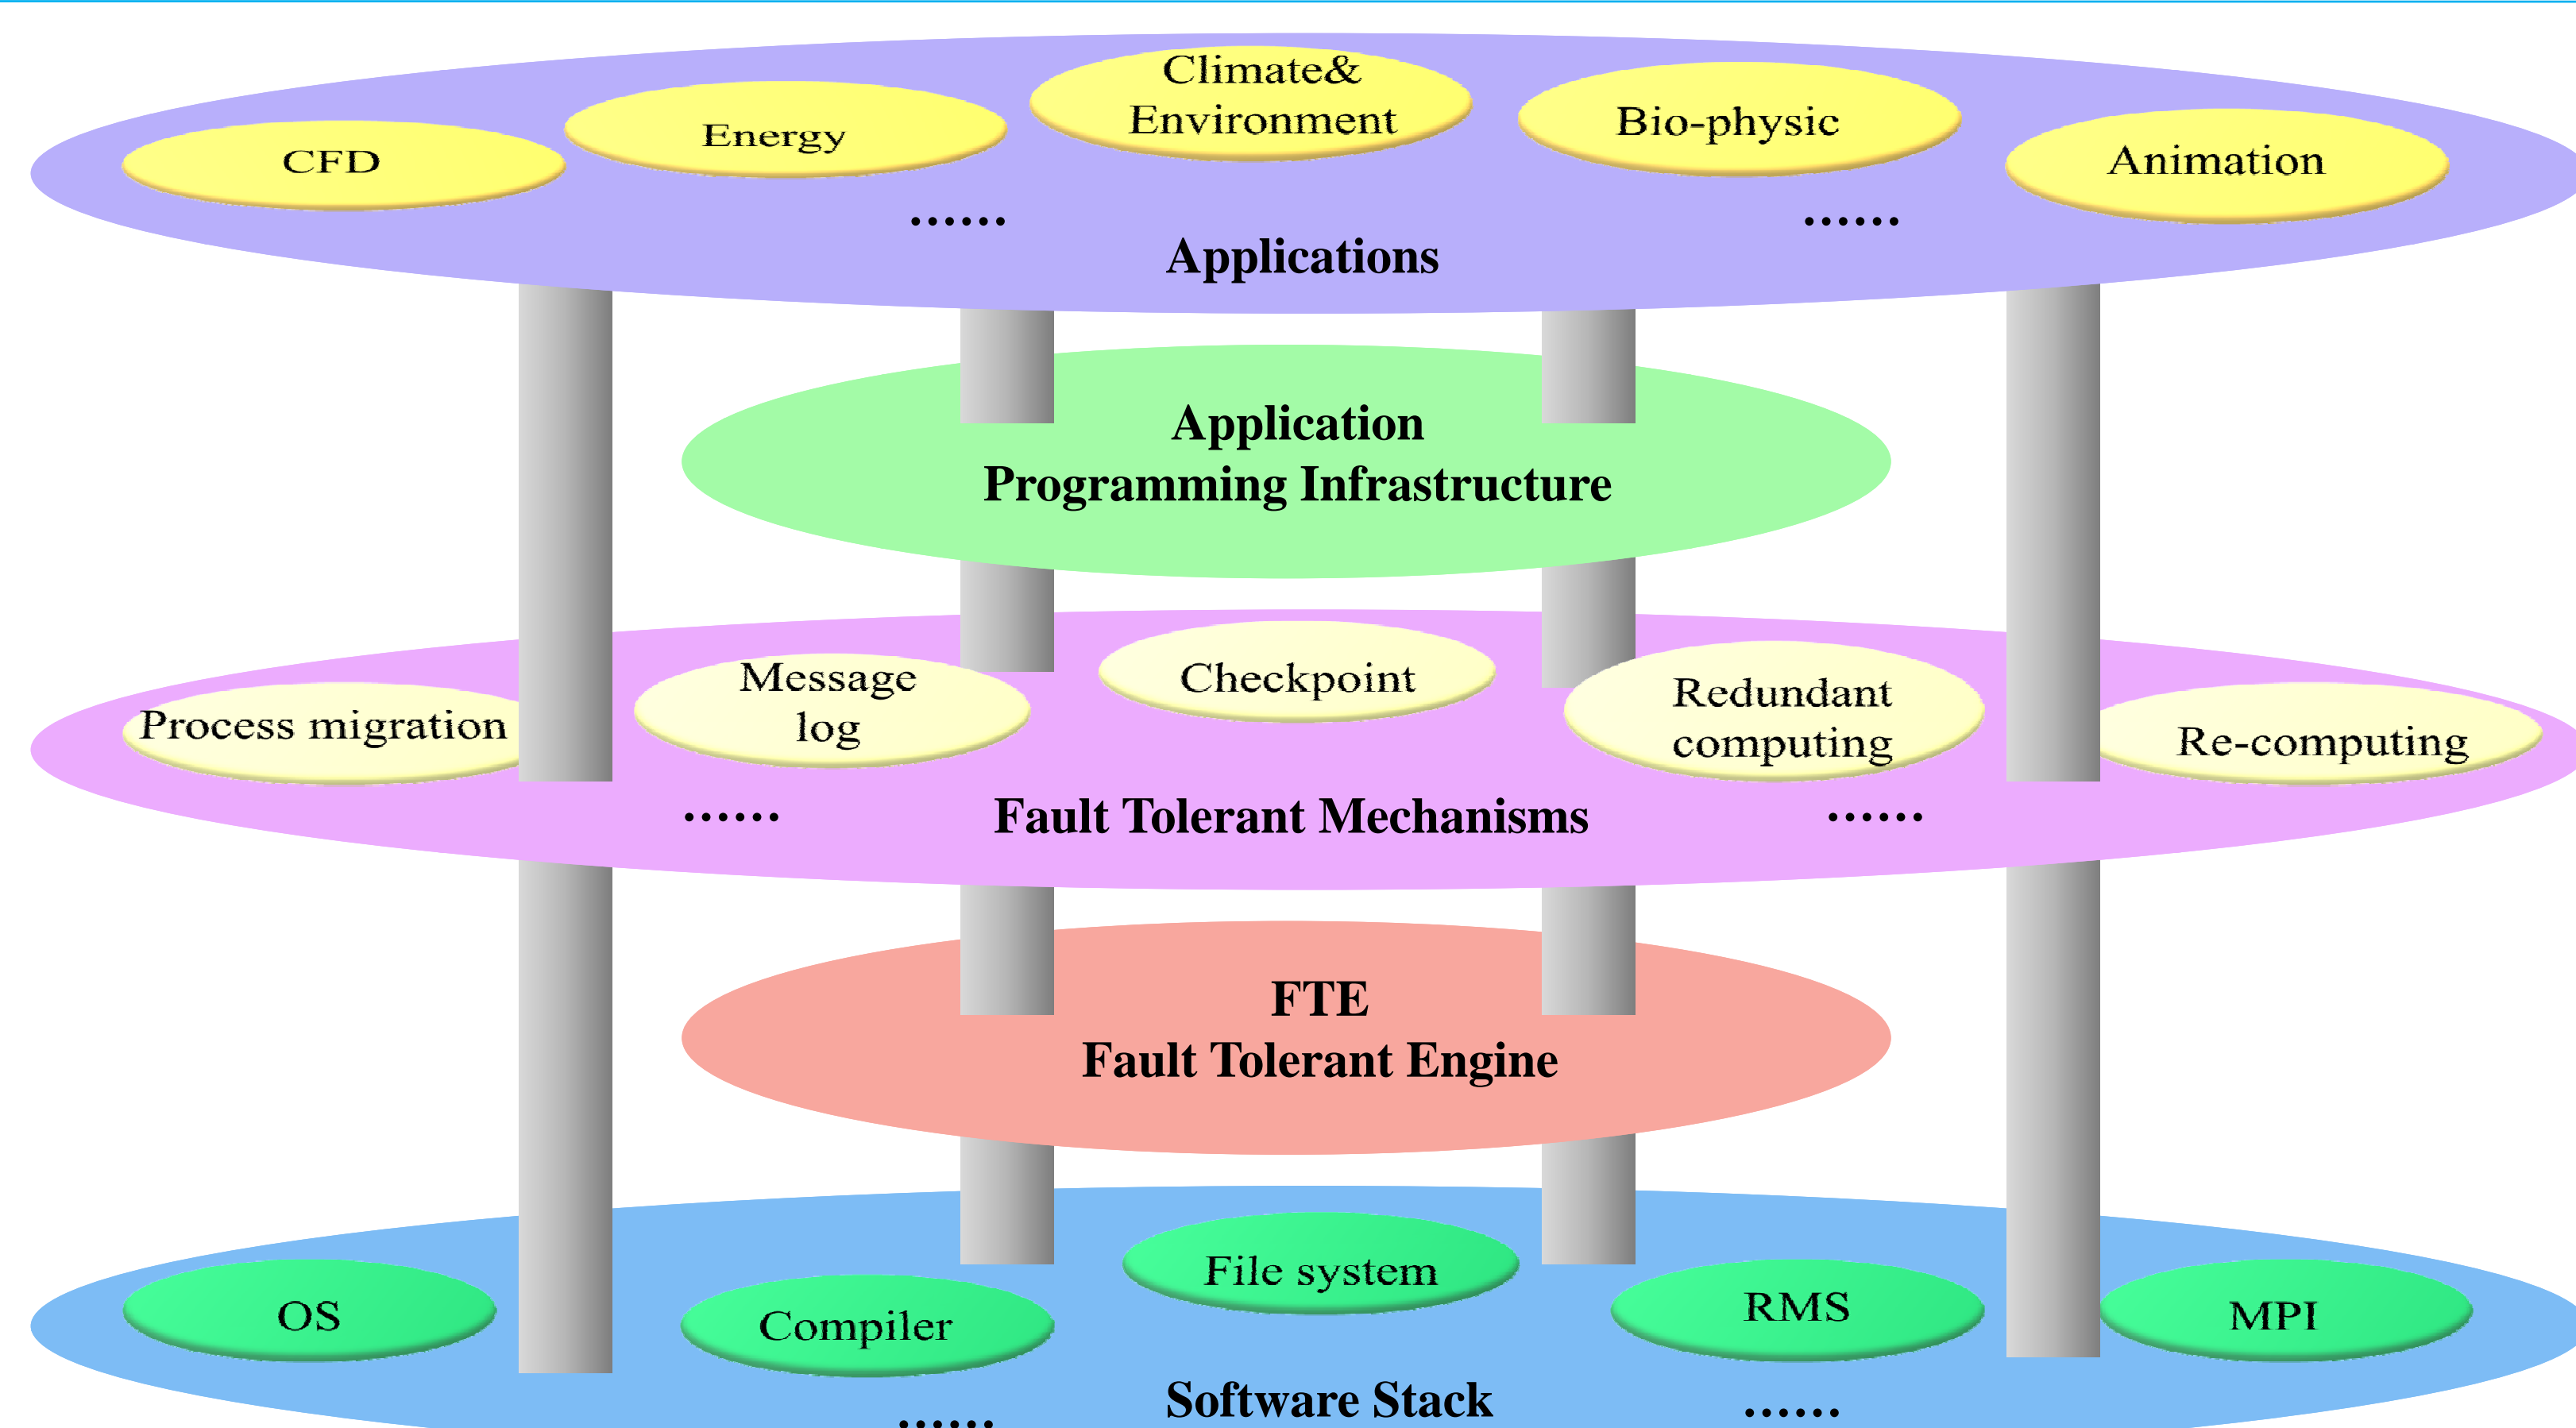 CFD
Energy
Climate&
Environment
Bio-physic
Animation
......
......
Applications
Application
Programming Infrastructure
Process migration
Message
log
Checkpoint
Redundant
computing
Re-computing
......
Fault Tolerant Mechanisms
......
FTE
Fault Tolerant Engine
OS
Compiler
File system
RMS
MPI
......
Software Stack
......